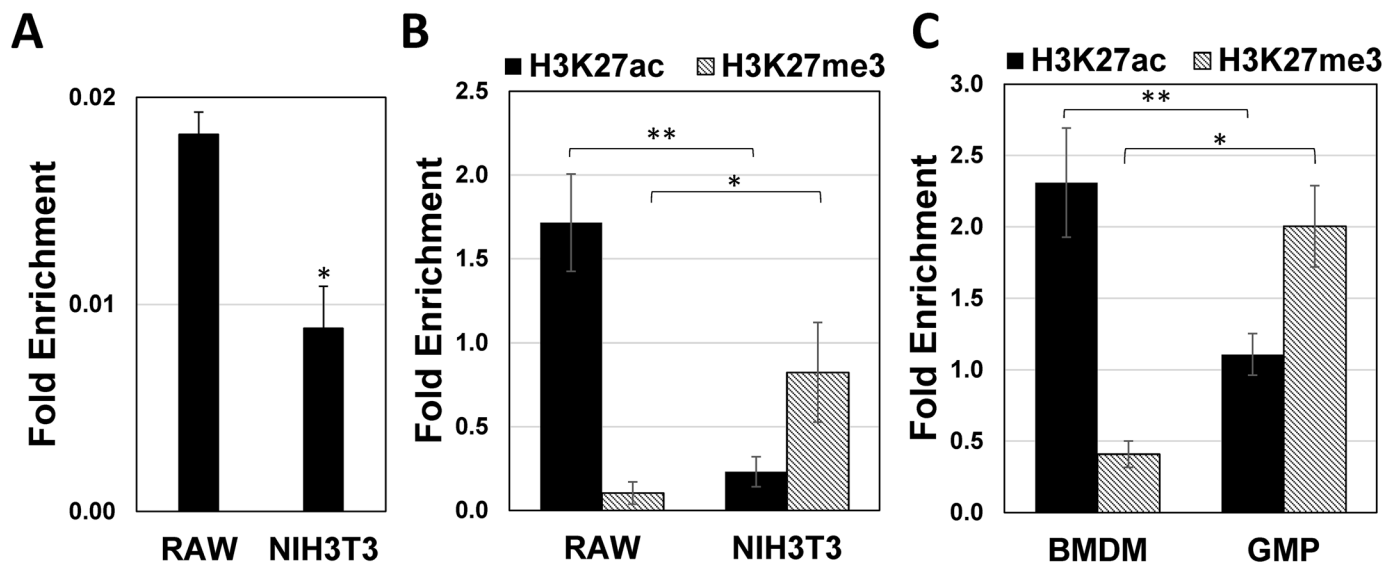 A
Fold Enrichment
0.02
0.01
0.00
*
RAW NIH3T3
B
H3K27ac H3K27me3
Fold Enrichment
2.5
2.0
1.5
1.0
0.5
0.0
**
*
RAW NIH3T3
C
H3K27ac H3K27me3
Fold Enrichment
3.0
2.5
2.0
1.5
1.0
0.5
0.0
**
*
BMDM GMP